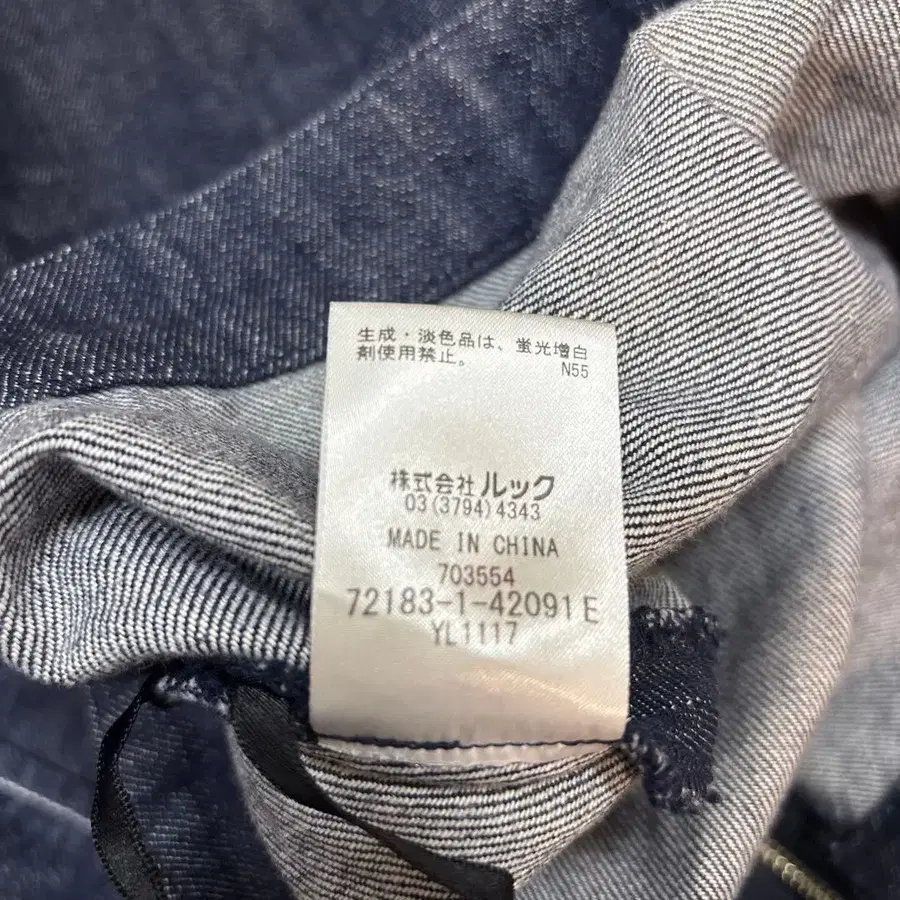 生成・淡色品は、蛍光増白
剤使用禁止。
N55
株式会社 ルック
03(3794)4343
MADE IN CHINA
703554
72183-1-42091 E
YL1117